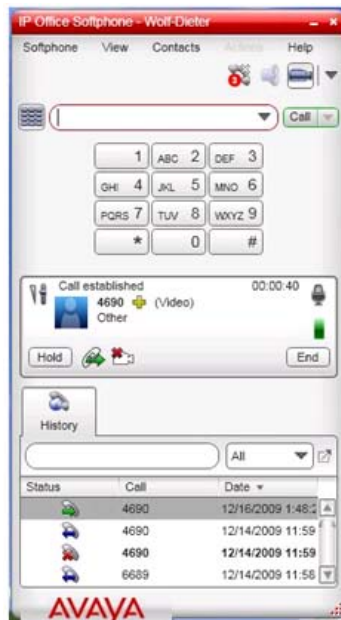 IP Office Softphone - Wolf-Dieter
Softphone View Contacts Actions Help
3
Call
1 ABC 2 DEF 3
GHI 4 JKL 5 MNO 6
PQRS 7 TUV 8 WXYZ 9
* 0 #
Call established 00:00:40
4690 (Video)
Other
Hold End
History
All
Status Call Date
4690 12/16/2009 1:48:2
4690 12/14/2009 11:59
4690 12/14/2009 11:59
6689 12/14/2009 11:58
AVAYA